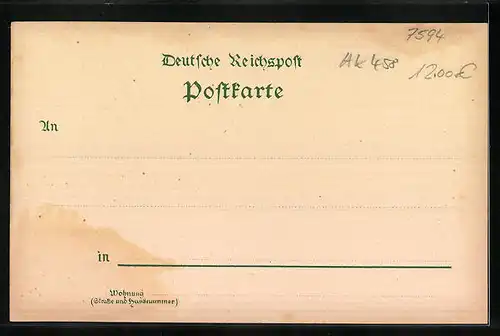 7594
Deutsche Reichspost
AK 458
12.00€
Postkarte
An
in
Wohnung
(Straße und Hausnummer)